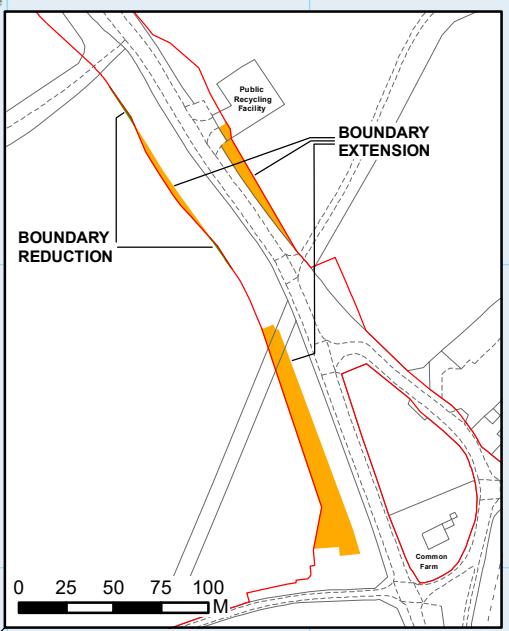 Public
Recycling
Facility
BOUNDARY
EXTENSION
BOUNDARY
REDUCTION
Common
Farm
0 25 50 75 100
M